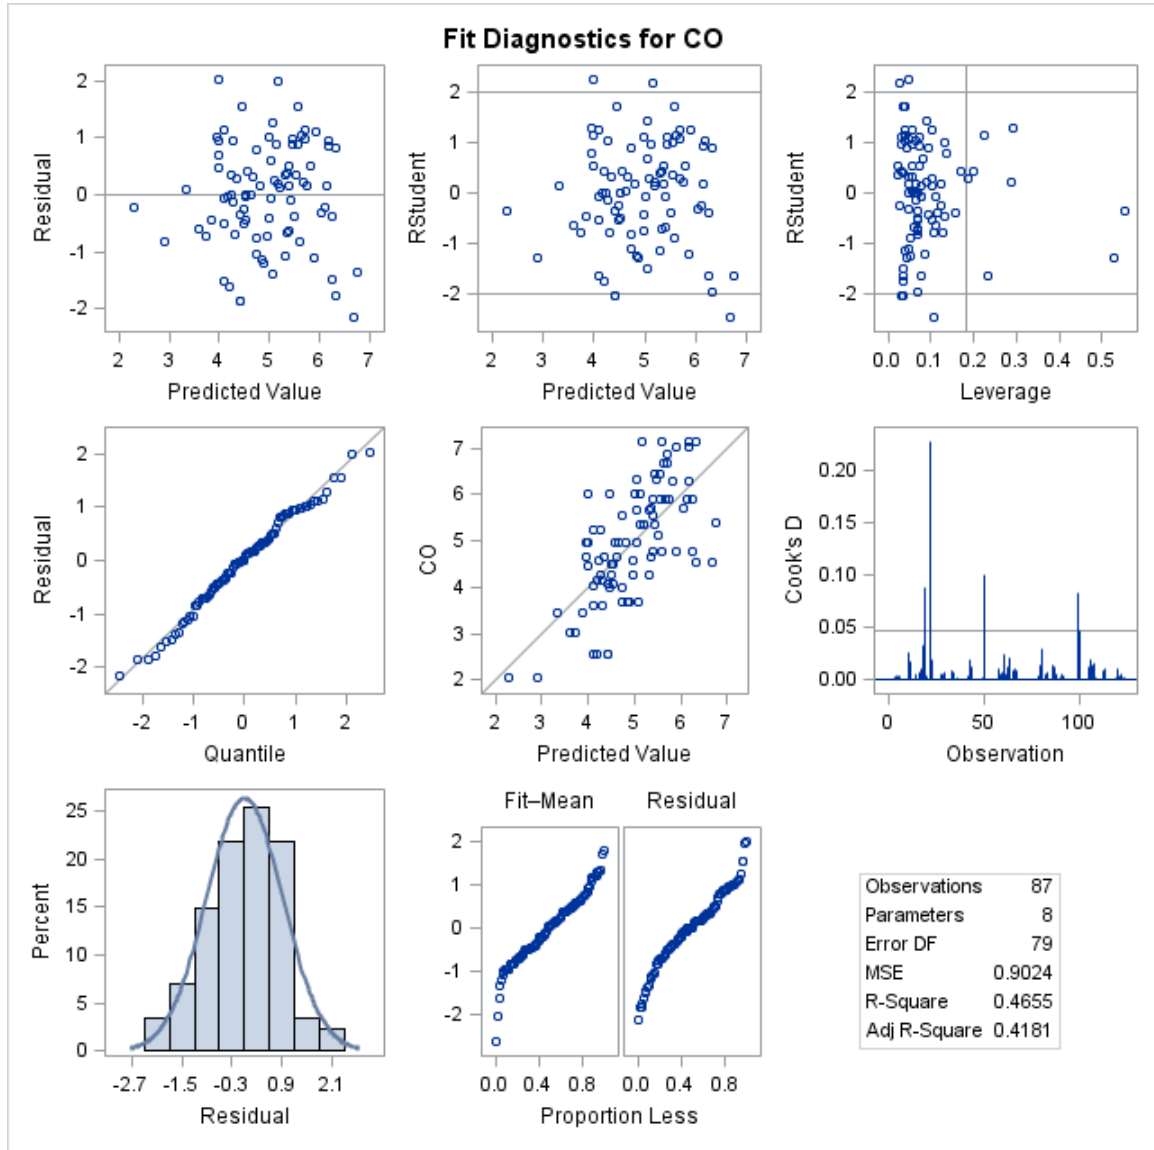 Fit Diagnostics for CO
2
1
0
-1
-2
Residual
2 3 4 5 6 7
Predicted Value
2
1
0
-1
-2
RStudent
2 3 4 5 6 7
Predicted Value
2
1
0
-1
-2
RStudent
0.0 0.1 0.2 0.3 0.4 0.5
Leverage
2
1
0
-1
-2
Residual
-2 -1 0 1 2
Quantile
7
6
5
4
3
2
CO
2 3 4 5 6 7
Predicted Value
0.20
0.15
0.10
0.05
0.00
Cook's D
0 50 100
Observation
25
20
15
10
5
0
Percent
-2.7 -1.5 -0.3 0.9 2.1
Residual
Fit–Mean Residual
2
1
0
-1
-2
0.0 0.4 0.8 0.0 0.4 0.8
Proportion Less
Observations 87
Parameters 8
Error DF 79
MSE 0.9024
R-Square 0.4655
Adj R-Square 0.4181